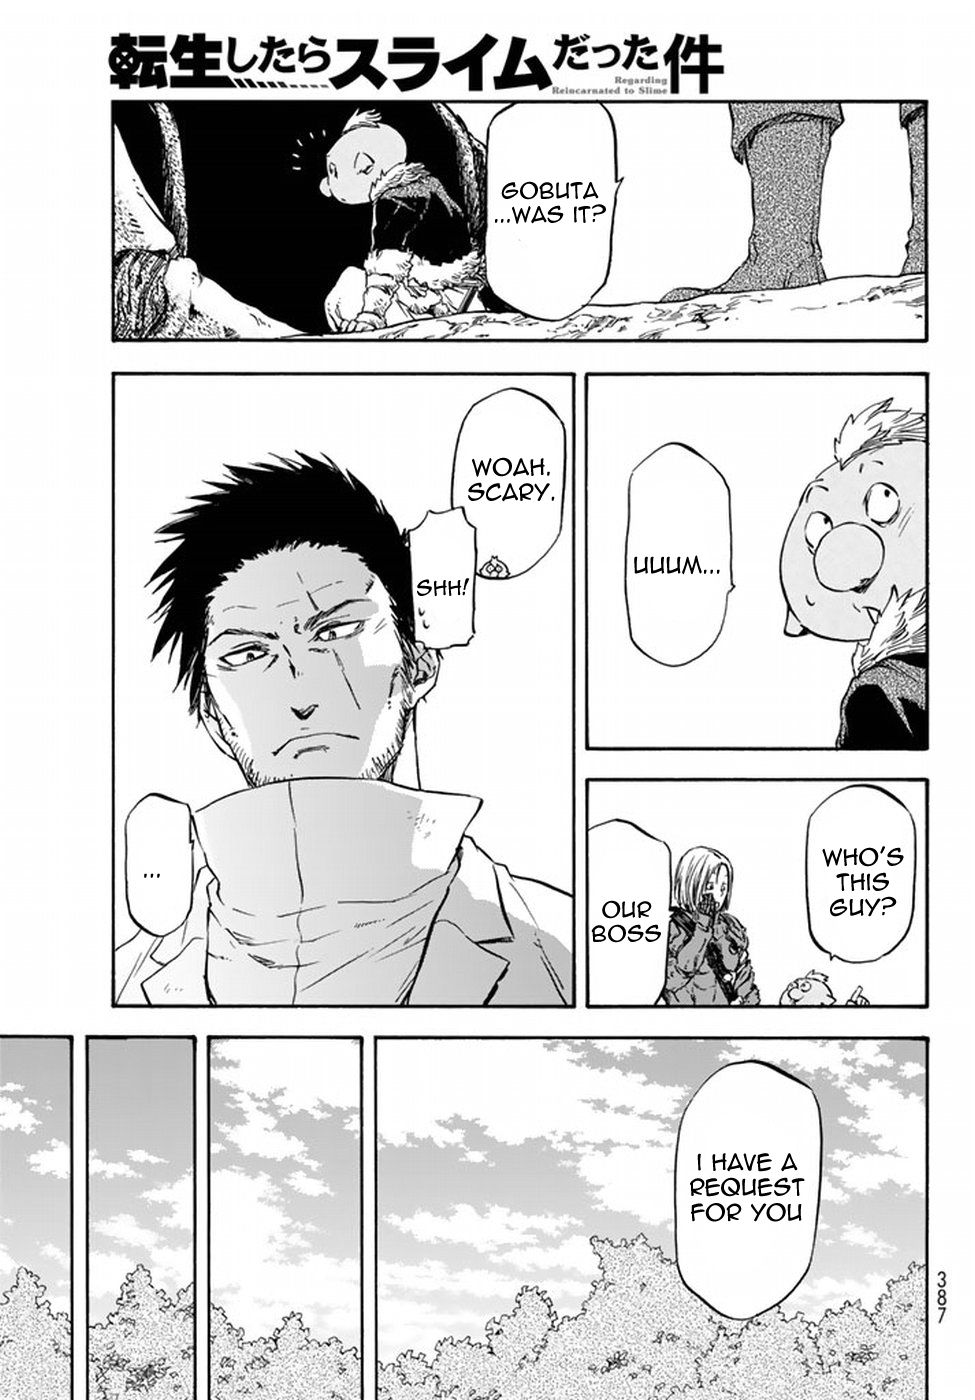 転生したらスライムだった件
Regarding
Reincarnated to Slime
GOBUTA
...WAS IT?
UUUM...
WOAH.
SCARY.
SHH!
...
WHO'S
THIS
GUY?
OUR
BOSS
I HAVE A
REQUEST
FOR YOU
387